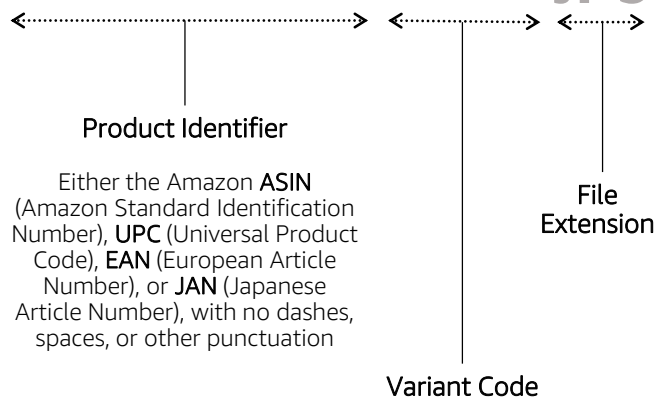 Product Identifier
Either the Amazon ASIN
(Amazon Standard Identification
Number), UPC (Universal Product
Code), EAN (European Article
Number), or JAN (Japanese
Article Number), with no dashes,
spaces, or other punctuation
File
Extension
Variant Code